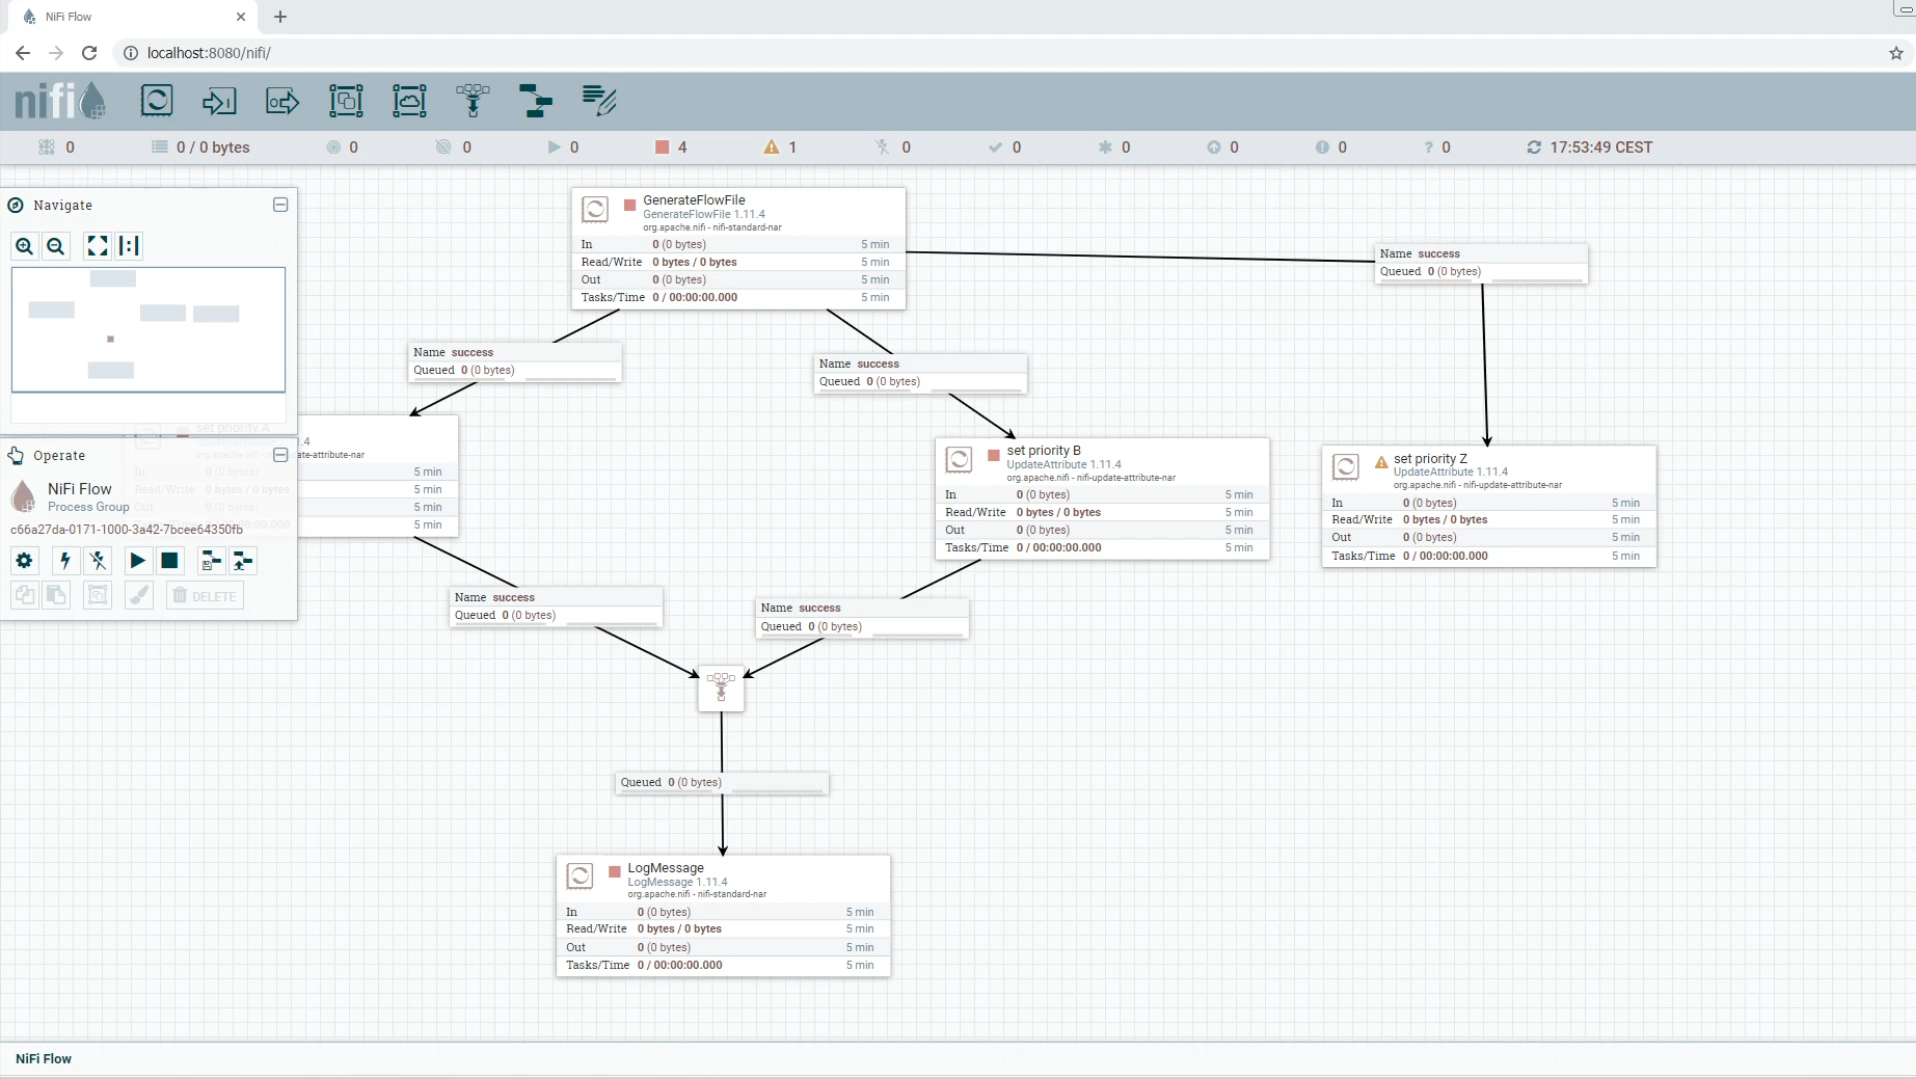 NiFi Flow
localhost:8080/nifi/
nifi
0
0 / 0 bytes
0
0
0
4
1
0
0
0
0
0
0
17:53:49 CEST
Navigate
GenerateFlowFile
GenerateFlowFile 1.11.4
org.apache.nifi - nifi-standard-nar
In 0 (0 bytes) 5 min
Read/Write 0 bytes / 0 bytes 5 min
Out 0 (0 bytes) 5 min
Tasks/Time 0 / 00:00:00.000 5 min
Name success
Queued 0 (0 bytes)
Name success
Queued 0 (0 bytes)
Name success
Queued 0 (0 bytes)
set priority A
1.4
ate-attribute-nar
In 0 (0 bytes) 5 min
Read/Write 0 bytes / 0 bytes 5 min
Out 5 min
5 min
Operate
NiFi Flow
Process Group
c66a27da-0171-1000-3a42-7bcee64350fb
DELETE
set priority B
UpdateAttribute 1.11.4
org.apache.nifi - nifi-update-attribute-nar
In 0 (0 bytes) 5 min
Read/Write 0 bytes / 0 bytes 5 min
Out 0 (0 bytes) 5 min
Tasks/Time 0 / 00:00:00.000 5 min
set priority Z
UpdateAttribute 1.11.4
org.apache.nifi - nifi-update-attribute-nar
In 0 (0 bytes) 5 min
Read/Write 0 bytes / 0 bytes 5 min
Out 0 (0 bytes) 5 min
Tasks/Time 0 / 00:00:00.000 5 min
Name success
Queued 0 (0 bytes)
Name success
Queued 0 (0 bytes)
Queued 0 (0 bytes)
LogMessage
LogMessage 1.11.4
org.apache.nifi - nifi-standard-nar
In 0 (0 bytes) 5 min
Read/Write 0 bytes / 0 bytes 5 min
Out 0 (0 bytes) 5 min
Tasks/Time 0 / 00:00:00.000 5 min
NiFi Flow